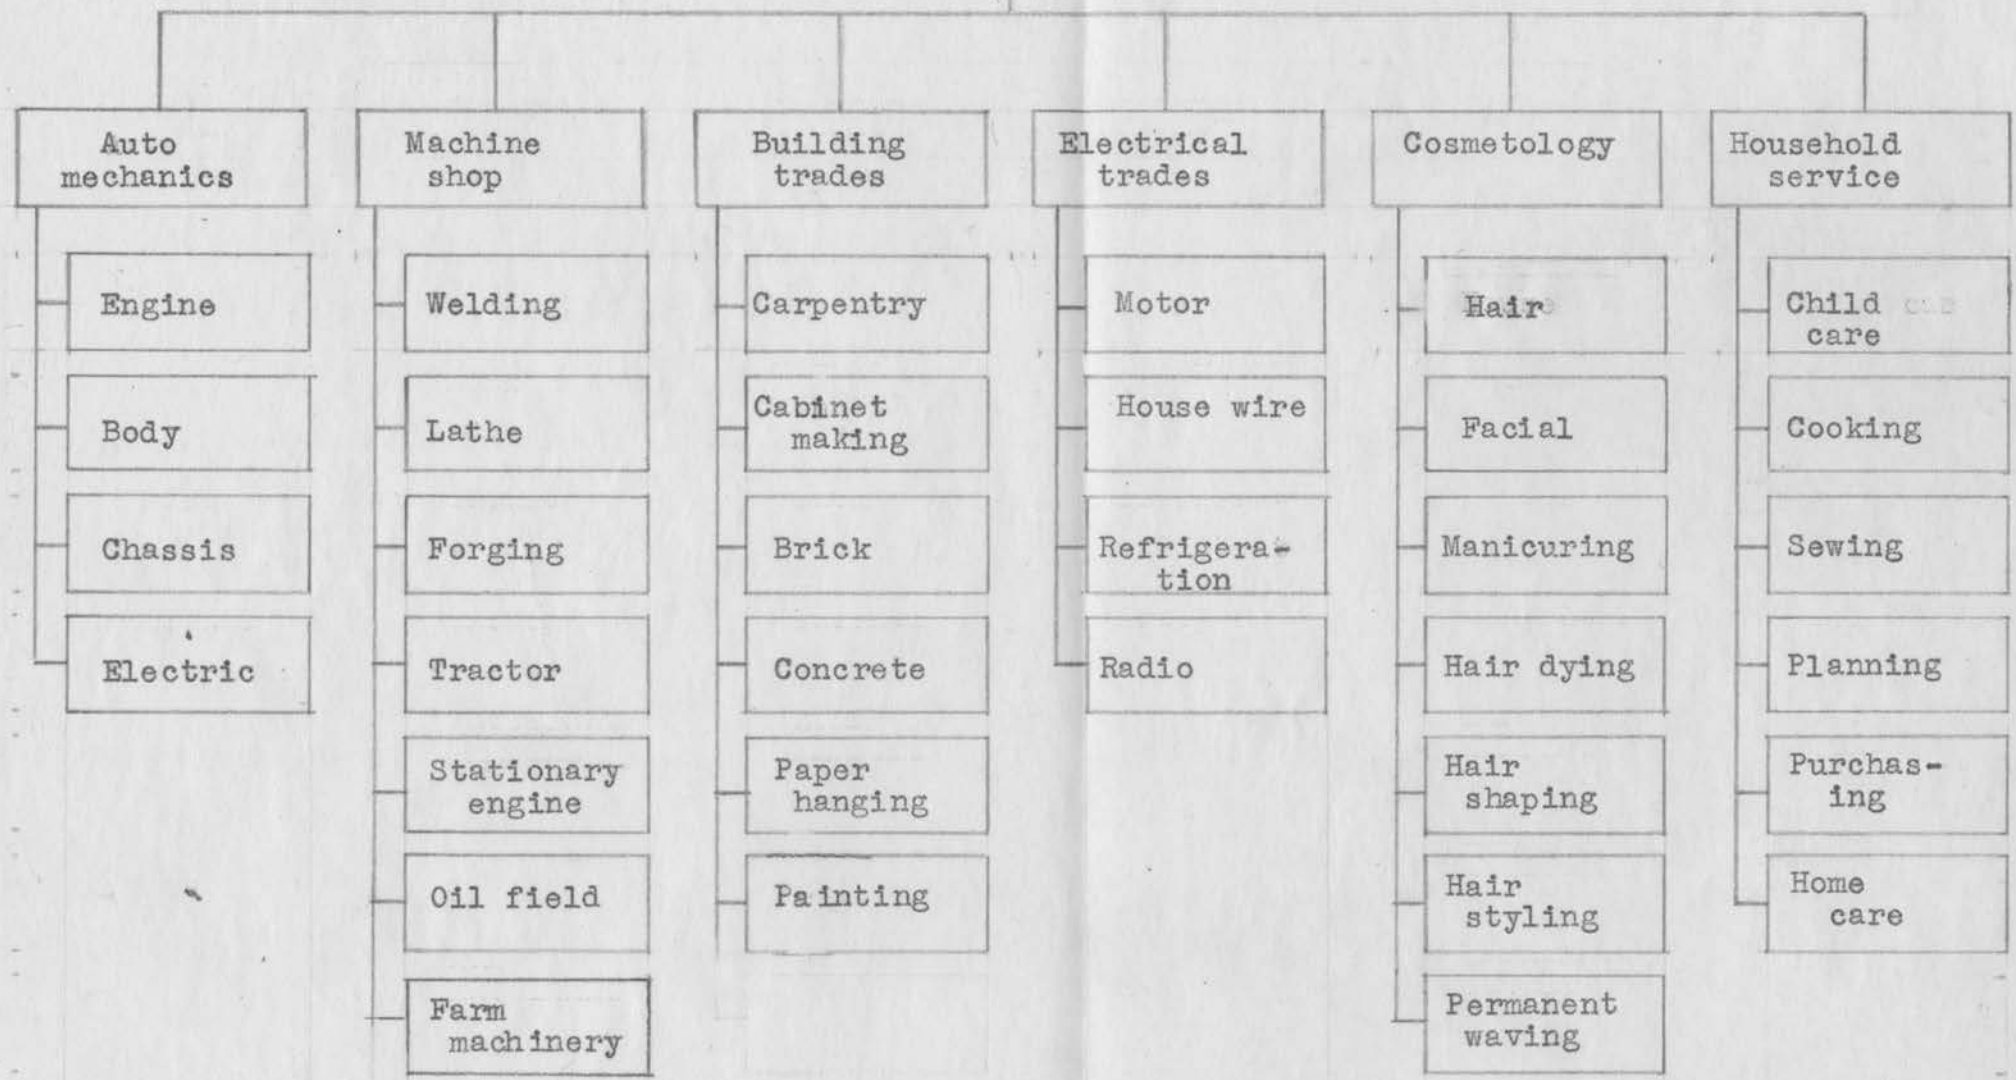 Auto
mechanics
Engine
Body
Chassis
Electric
Machine
shop
Welding
Lathe
Forging
Tractor
Stationary
engine
Oil field
Farm
machinery
Building
trades
Carpentry
Cabinet
making
Brick
Concrete
Paper
hanging
Painting
Electrical
trades
Motor
House wire
Refrigera-
tion
Radio
Cosmetology
Hair
Facial
Manicuring
Hair dying
Hair
shaping
Hair
styling
Permanent
waving
Household
service
Child
care
Cooking
Sewing
Planning
Purchas-
ing
Home
care